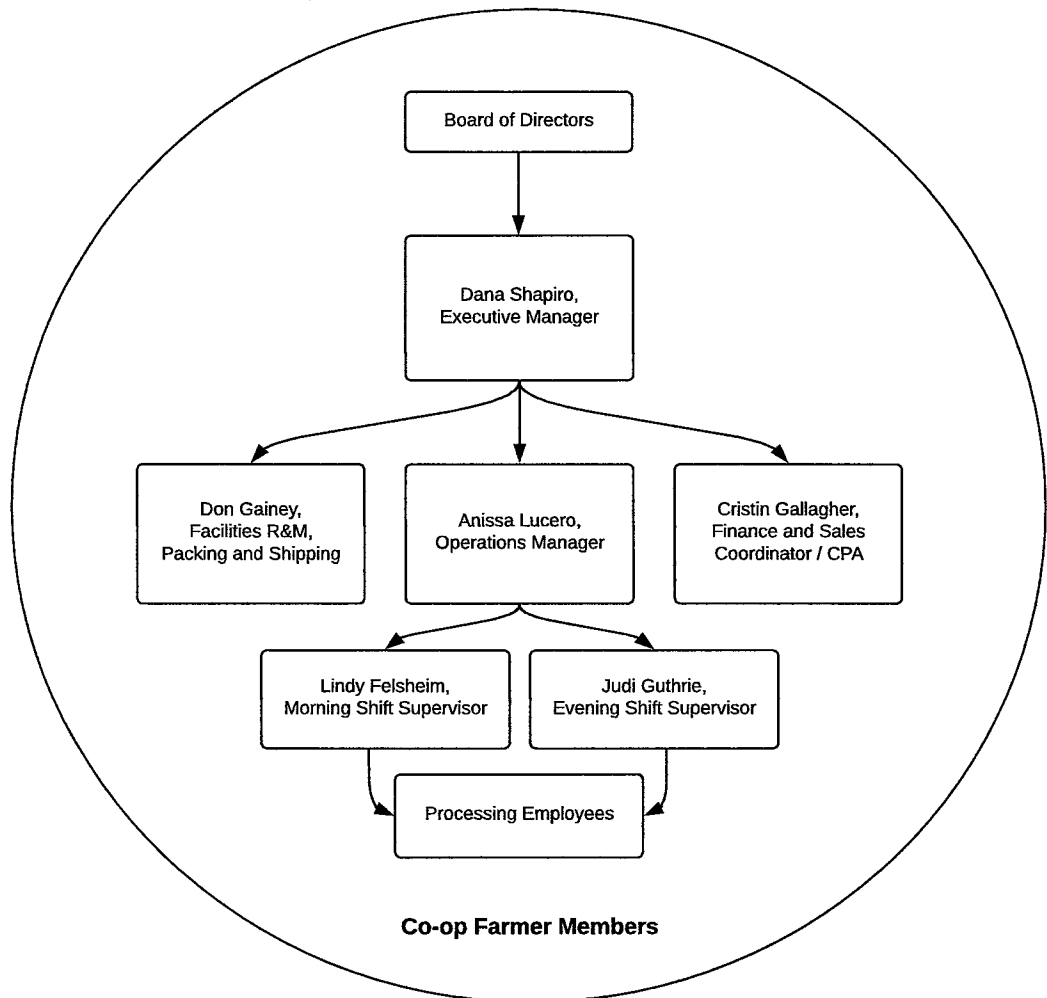 Board of Directors
Dana Shapiro,
Executive Manager
Don Gainey,
Facilities R&M,
Packing and Shipping
Anissa Lucero,
Operations Manager
Cristin Gallagher,
Finance and Sales
Coordinator / CPA
Lindy Felsheim,
Morning Shift Supervisor
Judi Guthrie,
Evening Shift Supervisor
Processing Employees
Co-op Farmer Members